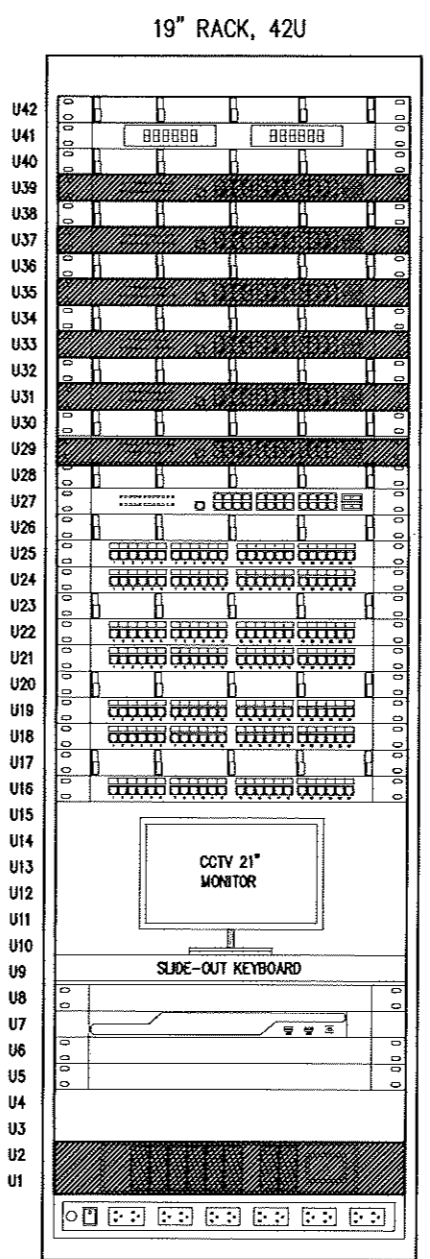 19" RACK, 42U
U42
U41
U40
U39
U38
U37
U36
U35
U34
U33
U32
U31
U30
U29
U28
U27
U26
U25
U24
U23
U22
U21
U20
U19
U18
U17
U16
U15
U14
U13
CCTV 21"
MONITOR
U12
U11
U10
U9
SLIDE-OUT KEYBOARD
U8
U7
U6
U5
U4
U3
U2
U1